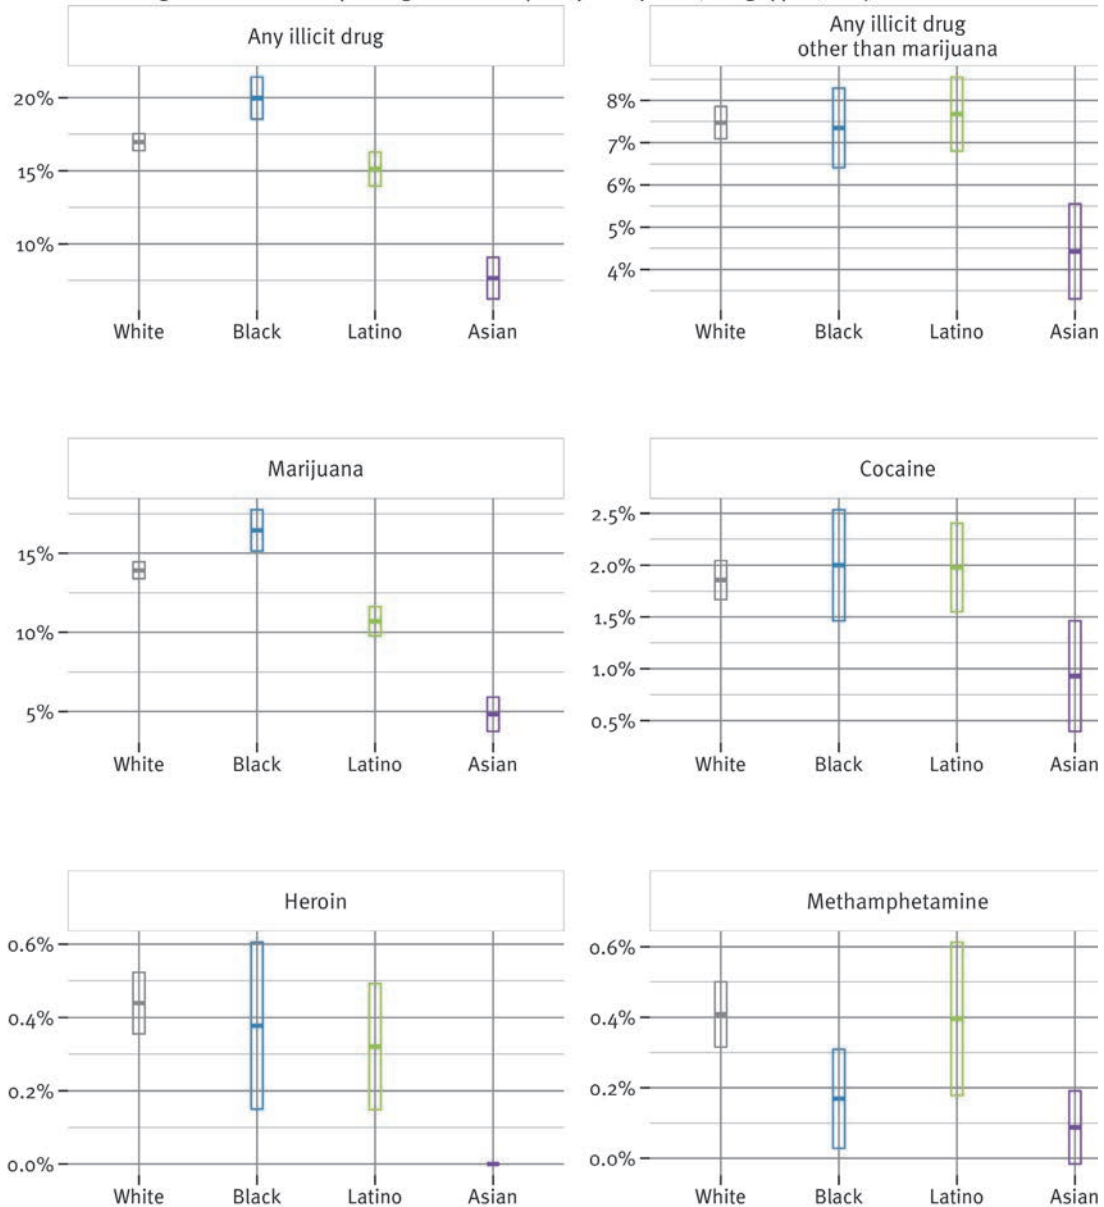 Any illicit drug
20%
15%
10%
White Black Latino Asian
Any illicit drug
other than marijuana
8%
7%
6%
5%
4%
White Black Latino Asian
Marijuana
15%
10%
5%
White Black Latino Asian
Cocaine
2.5%
2.0%
1.5%
1.0%
0.5%
White Black Latino Asian
Heroin
0.6%
0.4%
0.2%
0.0%
White Black Latino Asian
Methamphetamine
0.6%
0.4%
0.2%
0.0%
White Black Latino Asian